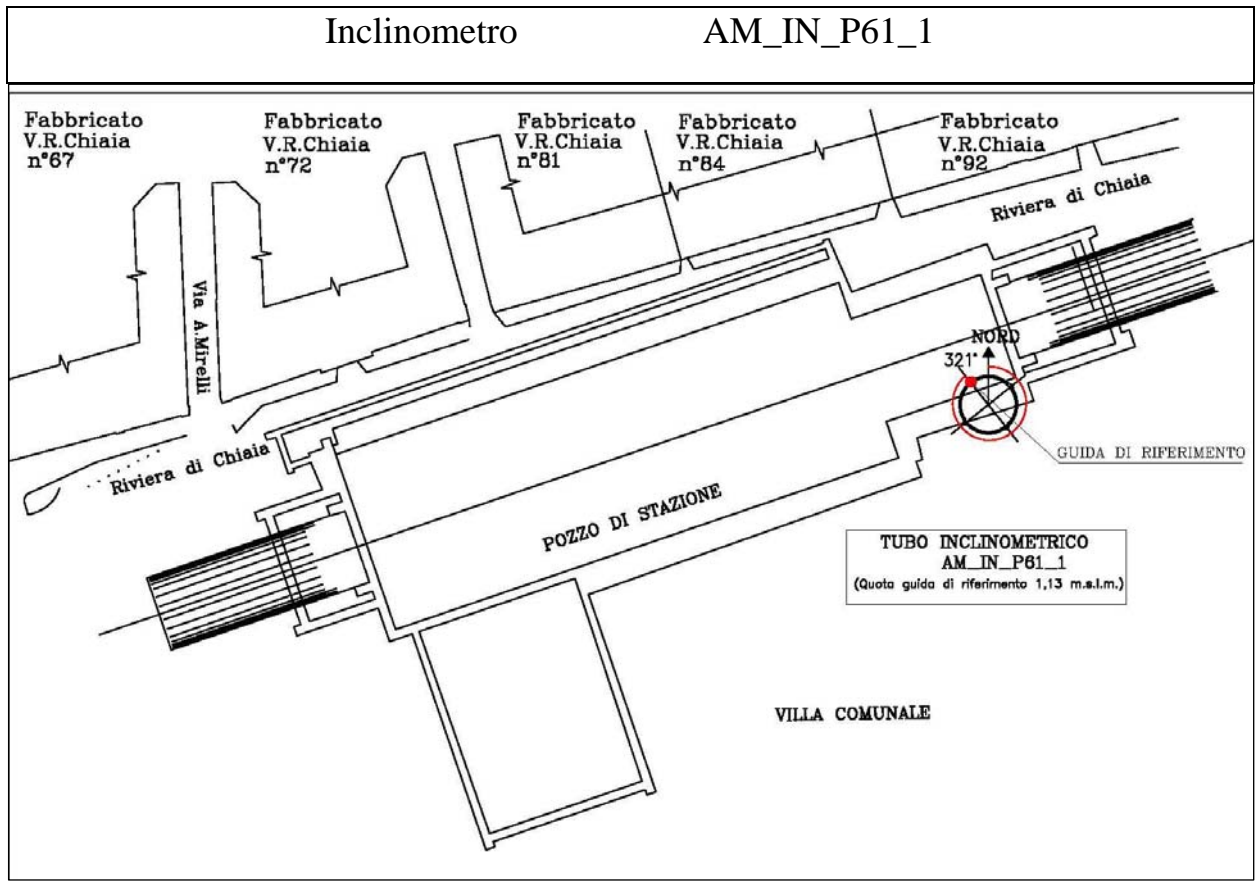 Inclinometro AM_IN_P61_1
Fabbricato
V.R.Chiaia
n°67
Fabbricato
V.R.Chiaia
n°72
Fabbricato
V.R.Chiaia
n°81
Fabbricato
V.R.Chiaia
n°84
Fabbricato
V.R.Chiaia
n°92
Riviera di Chiaia
Via A.Mirelli
NORD
321°
Riviera di Chiaia
GUIDA DI RIFERIMENTO
POZZO DI STAZIONE
TUBO INCLINOMETRICO
AM_IN_P61_1
(Quota guida di riferimento 1,13 m.s.l.m.)
VILLA COMUNALE